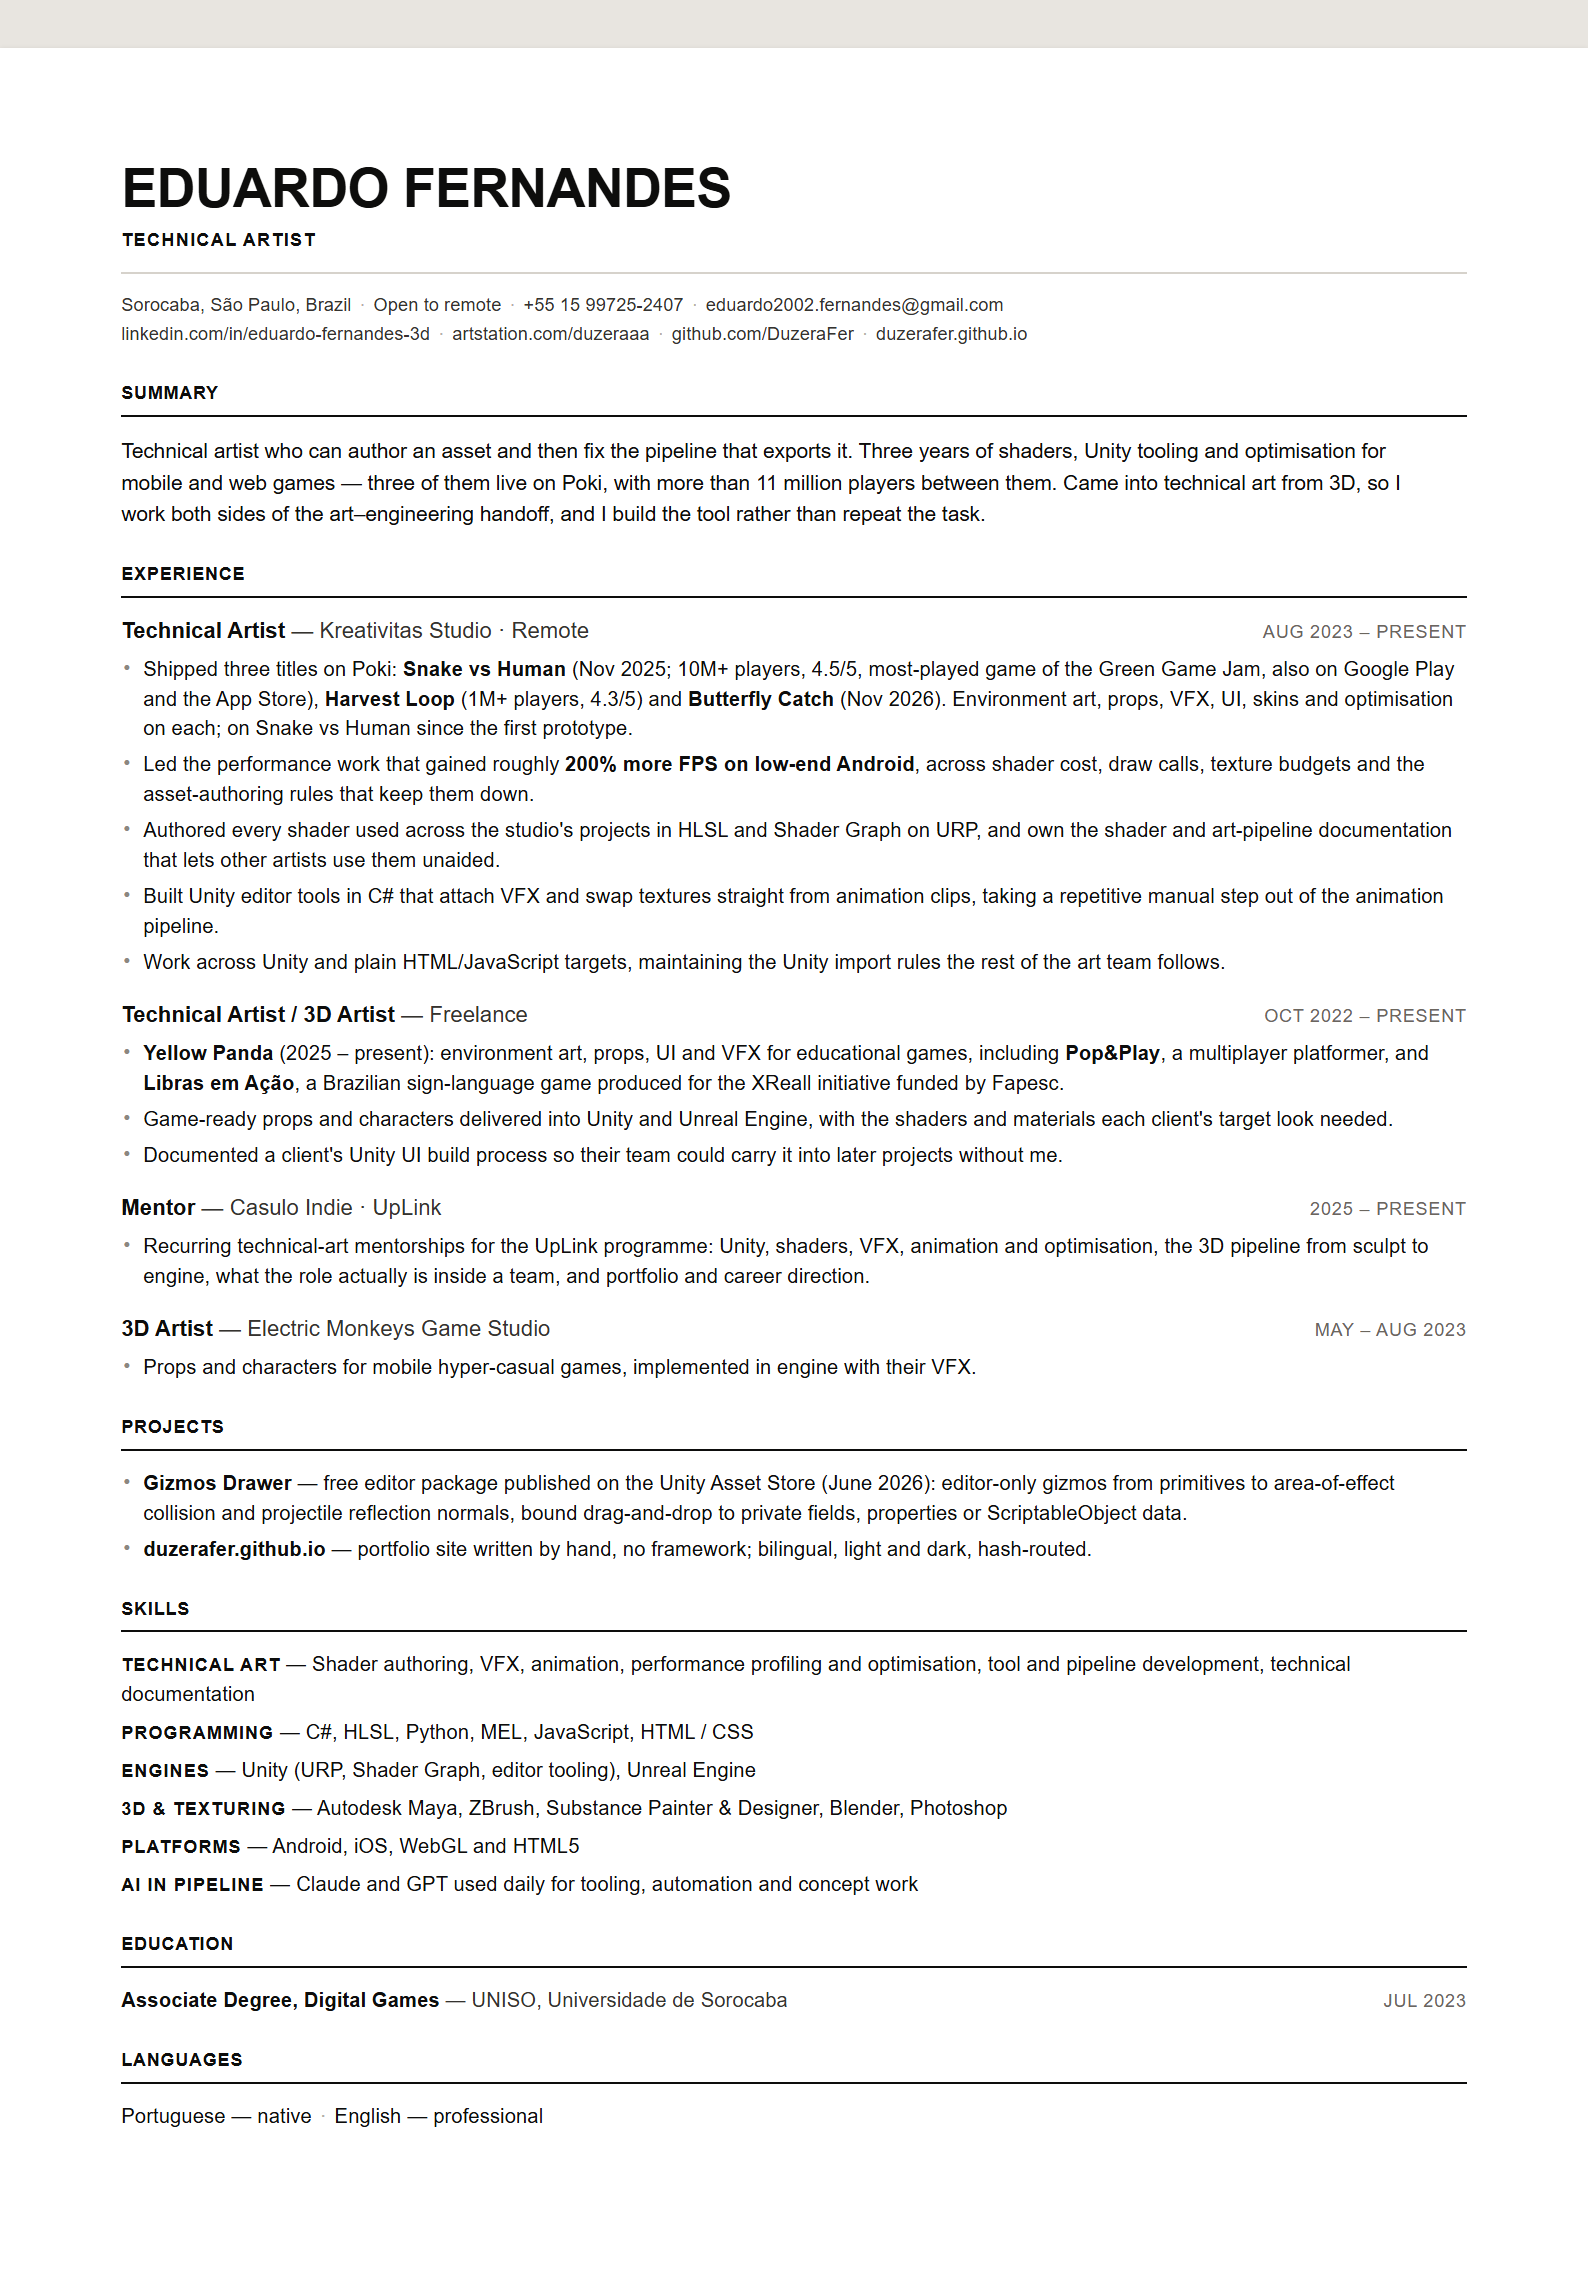 EDUARDO FERNANDES
TECHNICAL ARTIST
Sorocaba, São Paulo, Brazil · Open to remote · +55 15 99725-2407 · eduardo2002.fernandes@gmail.com
linkedin.com/in/eduardo-fernandes-3d · artstation.com/duzeraaa · github.com/DuzeraFer · duzerafer.github.io
SUMMARY
Technical artist who can author an asset and then fix the pipeline that exports it. Three years of shaders, Unity tooling and optimisation for
mobile and web games — three of them live on Poki, with more than 11 million players between them. Came into technical art from 3D, so I
work both sides of the art–engineering handoff, and I build the tool rather than repeat the task.
EXPERIENCE
Technical Artist — Kreativitas Studio · Remote AUG 2023 – PRESENT
• Shipped three titles on Poki: Snake vs Human (Nov 2025; 10M+ players, 4.5/5, most-played game of the Green Game Jam, also on Google Play
and the App Store), Harvest Loop (1M+ players, 4.3/5) and Butterfly Catch (Nov 2026). Environment art, props, VFX, UI, skins and optimisation
on each; on Snake vs Human since the first prototype.
• Led the performance work that gained roughly 200% more FPS on low-end Android, across shader cost, draw calls, texture budgets and the
asset-authoring rules that keep them down.
• Authored every shader used across the studio's projects in HLSL and Shader Graph on URP, and own the shader and art-pipeline documentation
that lets other artists use them unaided.
• Built Unity editor tools in C# that attach VFX and swap textures straight from animation clips, taking a repetitive manual step out of the animation
pipeline.
• Work across Unity and plain HTML/JavaScript targets, maintaining the Unity import rules the rest of the art team follows.
Technical Artist / 3D Artist — Freelance OCT 2022 – PRESENT
• Yellow Panda (2025 – present): environment art, props, UI and VFX for educational games, including Pop&Play, a multiplayer platformer, and
Libras em Ação, a Brazilian sign-language game produced for the XReall initiative funded by Fapesc.
• Game-ready props and characters delivered into Unity and Unreal Engine, with the shaders and materials each client's target look needed.
• Documented a client's Unity UI build process so their team could carry it into later projects without me.
Mentor — Casulo Indie · UpLink 2025 – PRESENT
• Recurring technical-art mentorships for the UpLink programme: Unity, shaders, VFX, animation and optimisation, the 3D pipeline from sculpt to
engine, what the role actually is inside a team, and portfolio and career direction.
3D Artist — Electric Monkeys Game Studio MAY – AUG 2023
• Props and characters for mobile hyper-casual games, implemented in engine with their VFX.
PROJECTS
• Gizmos Drawer — free editor package published on the Unity Asset Store (June 2026): editor-only gizmos from primitives to area-of-effect
collision and projectile reflection normals, bound drag-and-drop to private fields, properties or ScriptableObject data.
• duzerafer.github.io — portfolio site written by hand, no framework; bilingual, light and dark, hash-routed.
SKILLS
TECHNICAL ART — Shader authoring, VFX, animation, performance profiling and optimisation, tool and pipeline development, technical
documentation
PROGRAMMING — C#, HLSL, Python, MEL, JavaScript, HTML / CSS
ENGINES — Unity (URP, Shader Graph, editor tooling), Unreal Engine
3D & TEXTURING — Autodesk Maya, ZBrush, Substance Painter & Designer, Blender, Photoshop
PLATFORMS — Android, iOS, WebGL and HTML5
AI IN PIPELINE — Claude and GPT used daily for tooling, automation and concept work
EDUCATION
Associate Degree, Digital Games — UNISO, Universidade de Sorocaba JUL 2023
LANGUAGES
Portuguese — native · English — professional